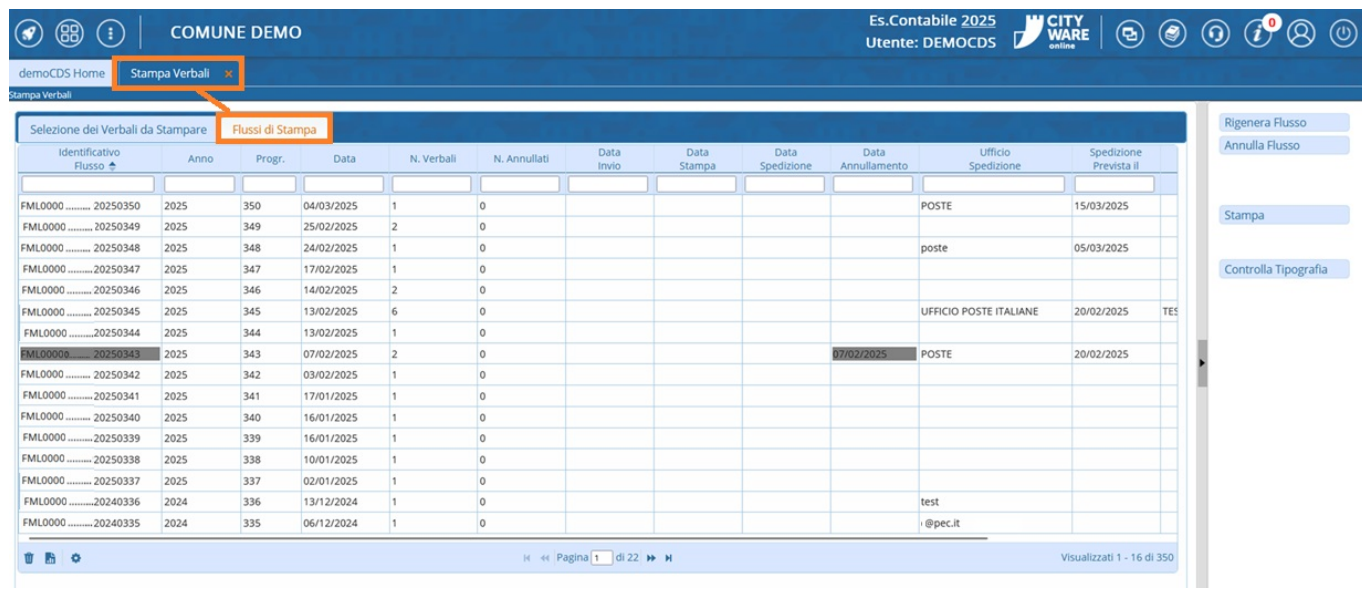 COMUNE DEMO
Es.Contabile 2025
Utente: DEMOCDS
CITY
WARE
online
0
demoCDS Home Stampa Verbali ×
Stampa Verbali
Selezione dei Verbali da Stampare Flussi di Stampa
Identificativo Flusso Anno Progr. Data N. Verbali N. Annullati Data Invio Data Stampa Data Spedizione Data Annullamento Ufficio Spedizione Spedizione Prevista il
FML0000 ......... 20250350 2025 350 04/03/2025 1 0 POSTE 15/03/2025
FML0000 ......... 20250349 2025 349 25/02/2025 2 0
FML0000 ......... 20250348 2025 348 24/02/2025 1 0 poste 05/03/2025
FML0000 ......... 20250347 2025 347 17/02/2025 1 0
FML0000 ......... 20250346 2025 346 14/02/2025 2 0
FML0000 ......... 20250345 2025 345 13/02/2025 6 0 UFFICIO POSTE ITALIANE 20/02/2025 TES
FML0000 .........20250344 2025 344 13/02/2025 1 0
FML00000......... 20250343 2025 343 07/02/2025 2 0 07/02/2025 POSTE 20/02/2025
FML0000 ......... 20250342 2025 342 03/02/2025 1 0
FML0000 .........20250341 2025 341 17/01/2025 1 0
FML0000 ......... 20250340 2025 340 16/01/2025 1 0
FML0000 .........20250339 2025 339 16/01/2025 1 0
FML0000 ......... 20250338 2025 338 10/01/2025 1 0
FML0000 ......... 20250337 2025 337 02/01/2025 1 0
FML0000 .........20240336 2024 336 13/12/2024 1 0 test
FML0000 .........20240335 2024 335 06/12/2024 1 0 @pec.it
Pagina 1 di 22
Visualizzati 1 - 16 di 350
Rigenera Flusso
Annulla Flusso
Stampa
Controlla Tipografia